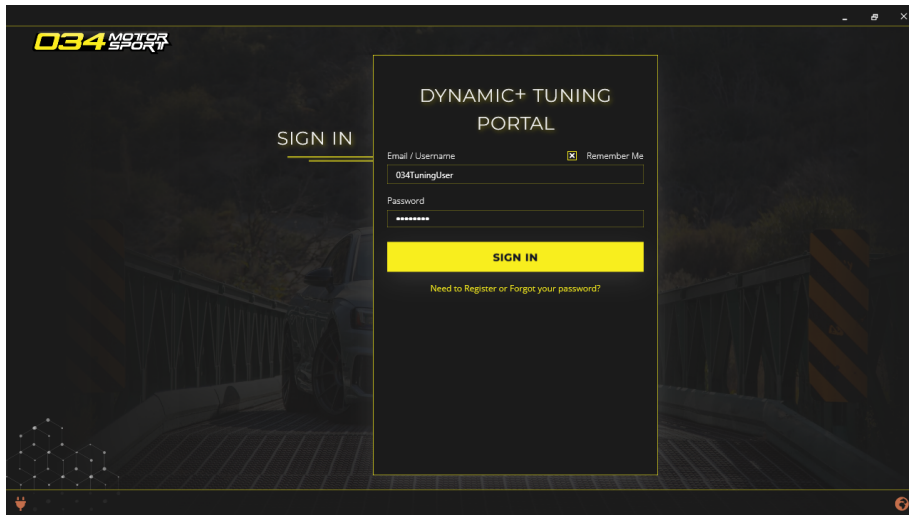 034 MOTOR
SPORT
DYNAMIC+ TUNING
PORTAL
SIGN IN
Email / Username
Remember Me
034TuningUser
Password
••••••••
SIGN IN
Need to Register or Forgot your password?